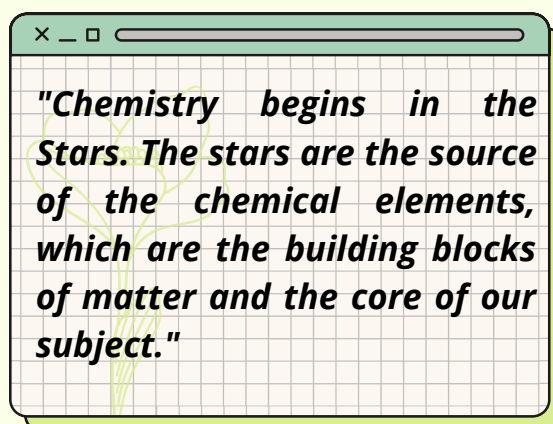 "Chemistry begins in the
Stars. The stars are the source
of the chemical elements,
which are the building blocks
of matter and the core of our
subject."